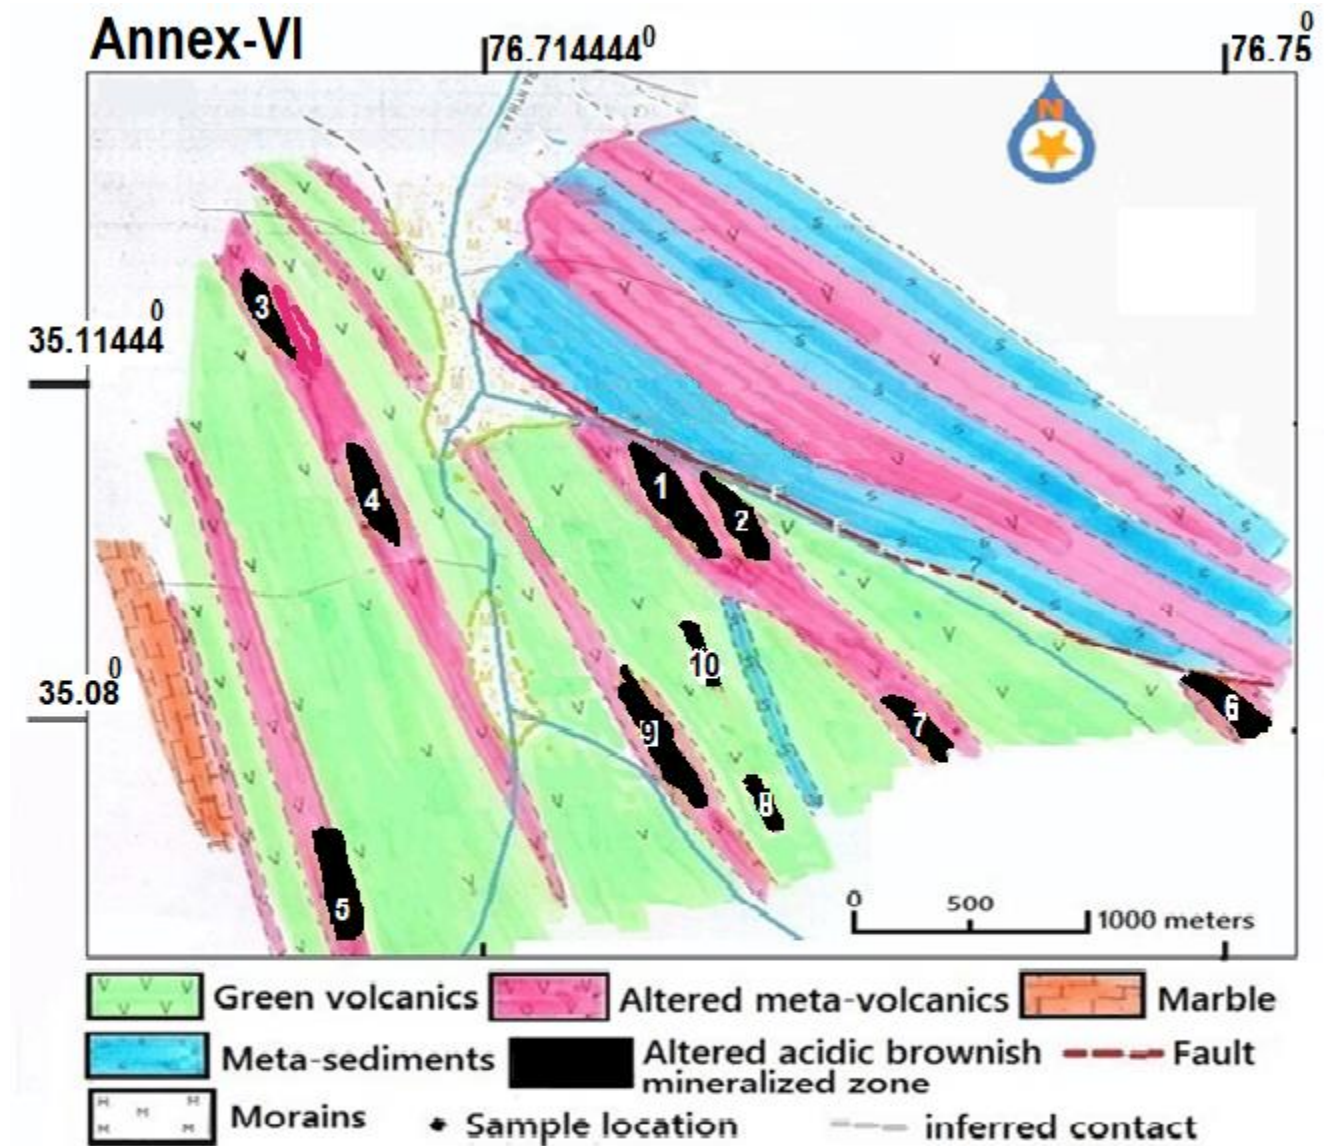 Annex-VI
76.714444⁰
76.75⁰
N
35.11444⁰
35.08⁰
3
4
1
2
10
9
8
7
6
5
0 500 1000 meters
Green volcanics
Altered meta-volcanics
Marble
Meta-sediments
Altered acidic brownish
mineralized zone
Fault
Morains
Sample location
inferred contact